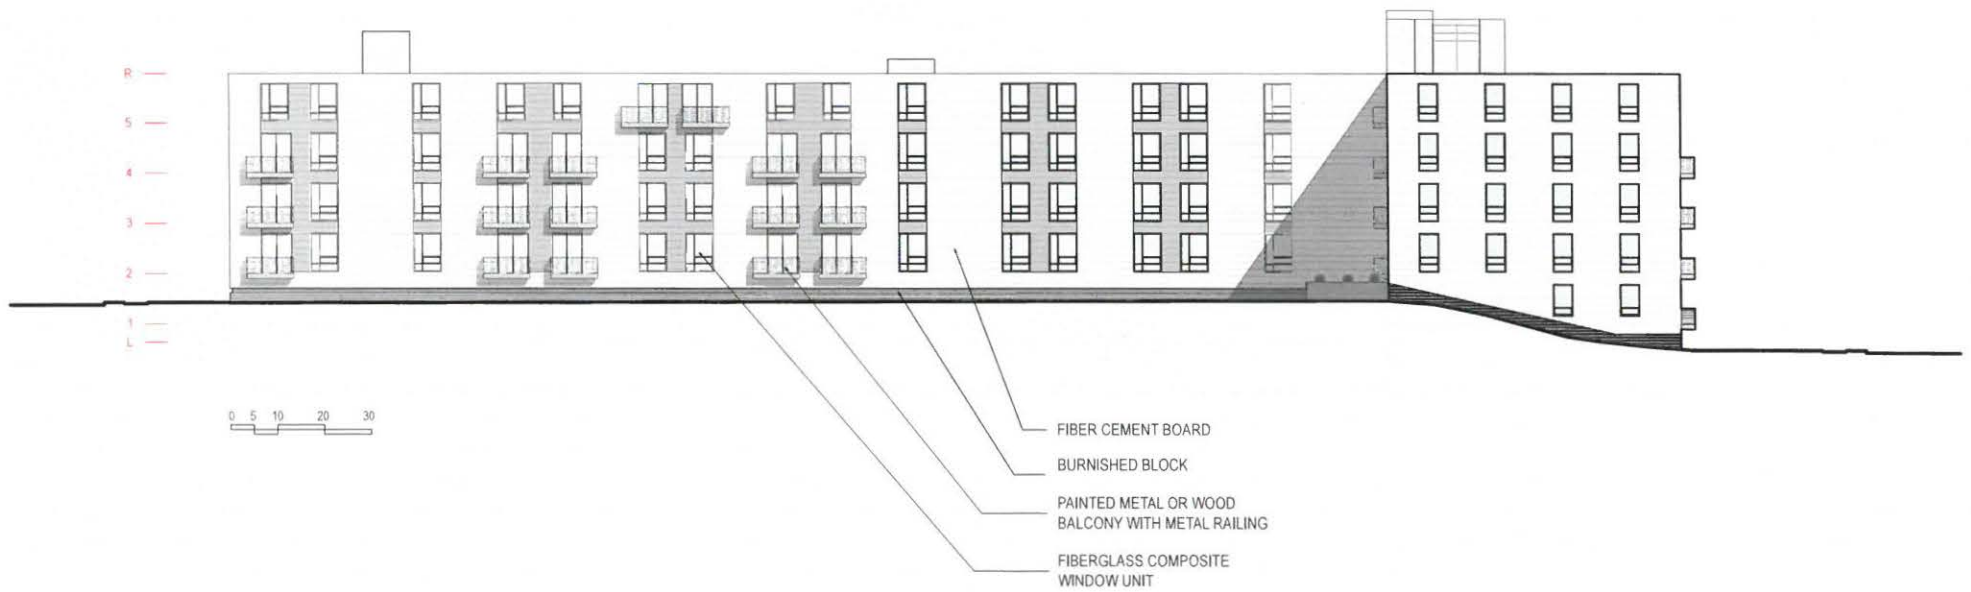 R
5
4
3
2
1
L
0 5 10 20 30
FIBER CEMENT BOARD
BURNISHED BLOCK
PAINTED METAL OR WOOD
BALCONY WITH METAL RAILING
FIBERGLASS COMPOSITE
WINDOW UNIT